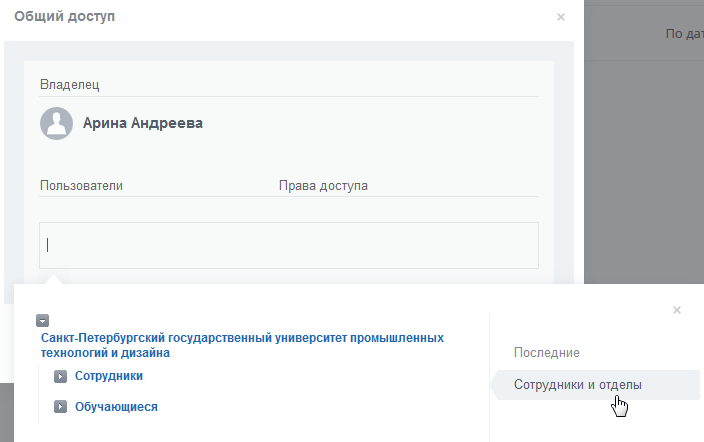 Общий доступ
По дат
Владелец
Арина Андреева
Пользователи Права доступа
Санкт-Петербургский государственный университет промышленных
технологий и дизайна
Сотрудники
Обучающиеся
Последние
Сотрудники и отделы